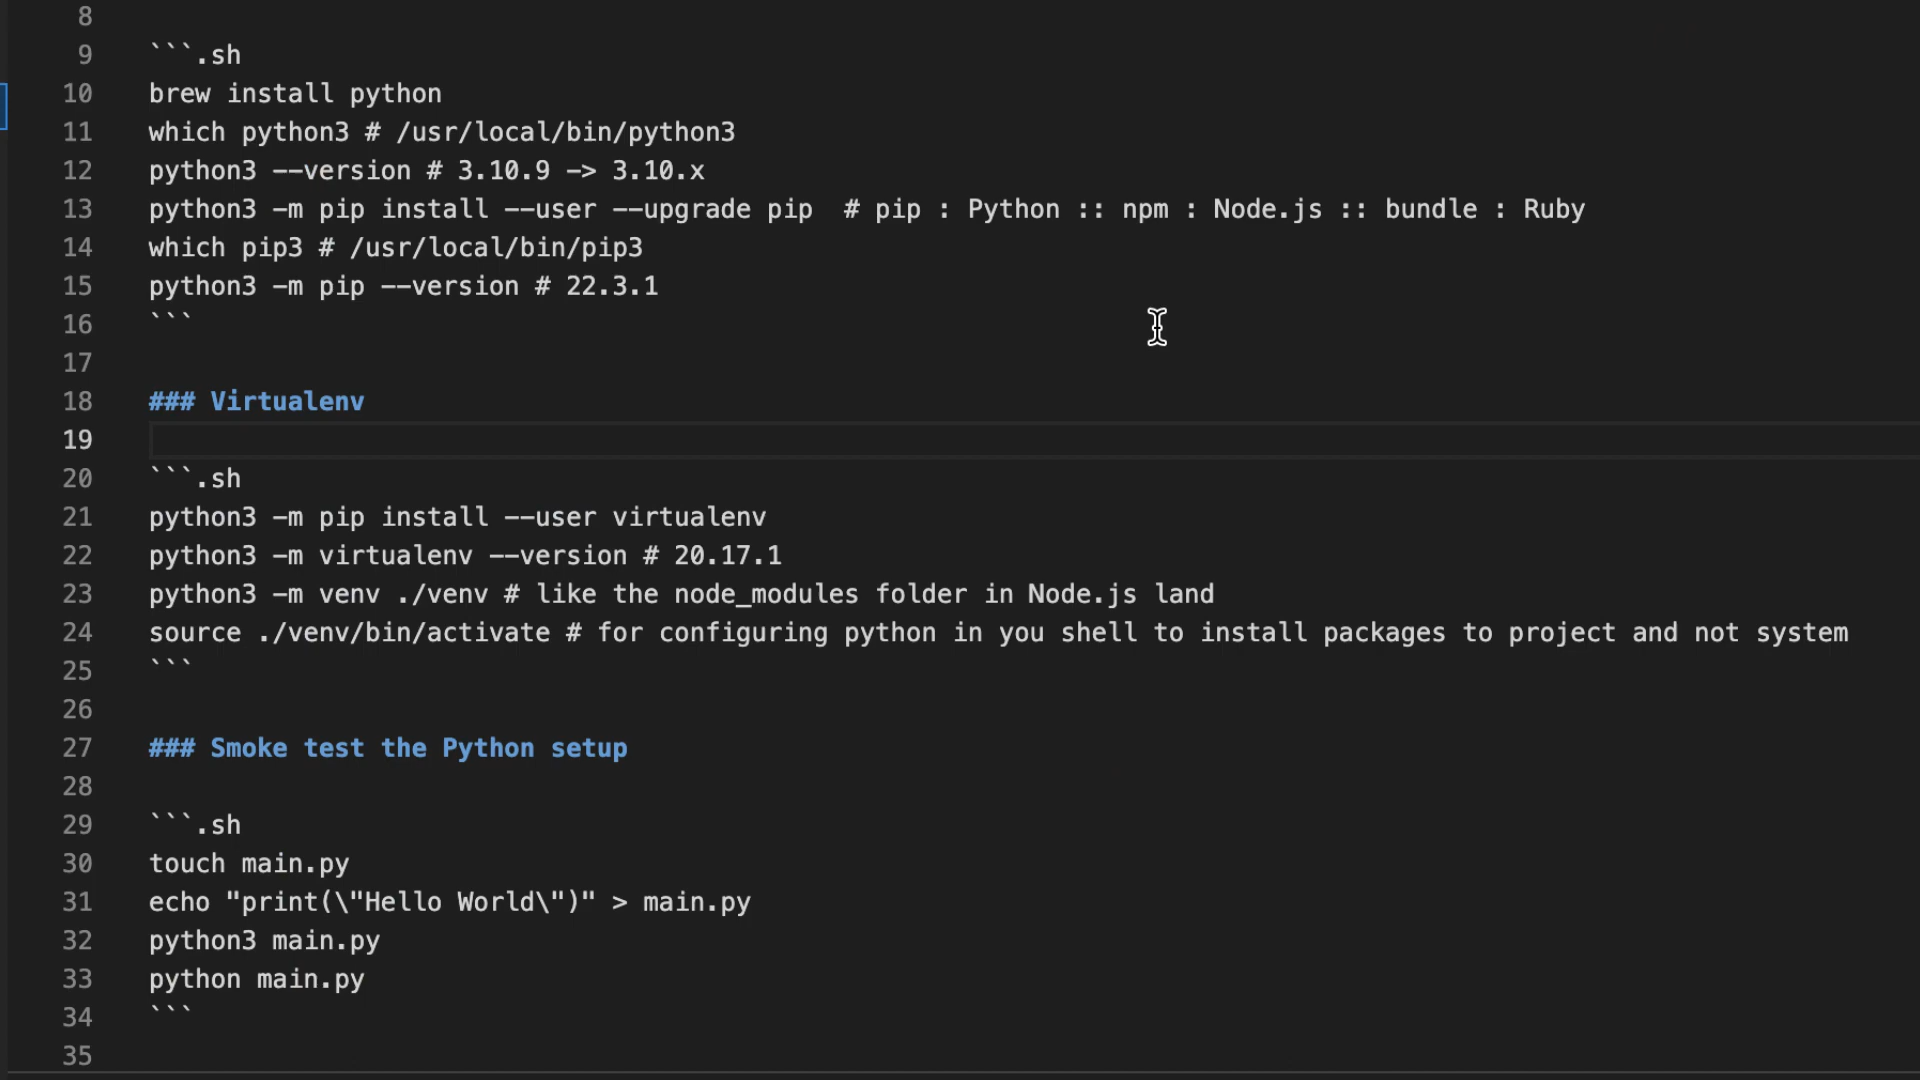 8
9 ```.sh
10 brew install python
11 which python3 # /usr/local/bin/python3
12 python3 --version # 3.10.9 -> 3.10.x
13 python3 -m pip install --user --upgrade pip  # pip : Python :: npm : Node.js :: bundle : Ruby
14 which pip3 # /usr/local/bin/pip3
15 python3 -m pip --version # 22.3.1
16 ```
17
18 ### Virtualenv
19
20 ```.sh
21 python3 -m pip install --user virtualenv
22 python3 -m virtualenv --version # 20.17.1
23 python3 -m venv ./venv # like the node_modules folder in Node.js land
24 source ./venv/bin/activate # for configuring python in you shell to install packages to project and not system
25 ```
26
27 ### Smoke test the Python setup
28
29 ```.sh
30 touch main.py
31 echo "print(\"Hello World\")" > main.py
32 python3 main.py
33 python main.py
34 ```
35